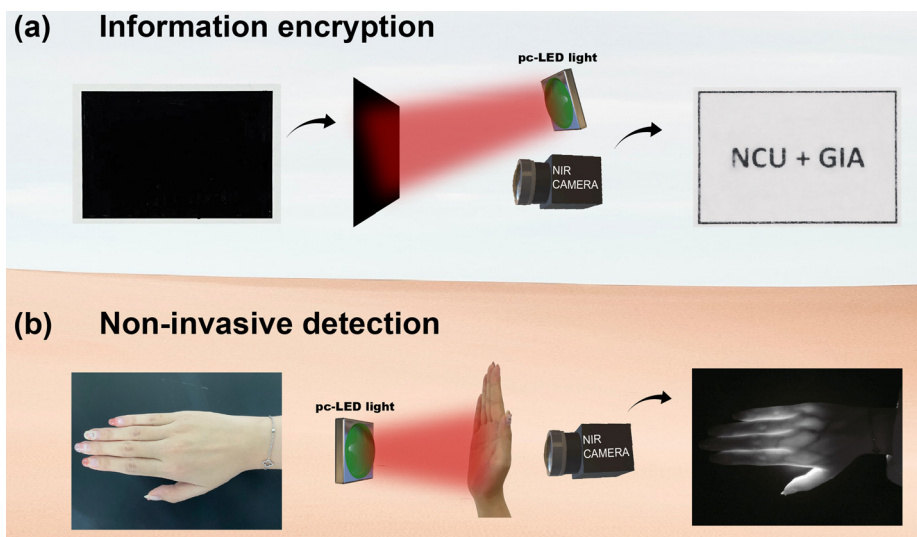 (a) Information encryption
pc-LED light
NIR
CAMERA
NCU + GIA
(b) Non-invasive detection
pc-LED light
NIR
CAMERA